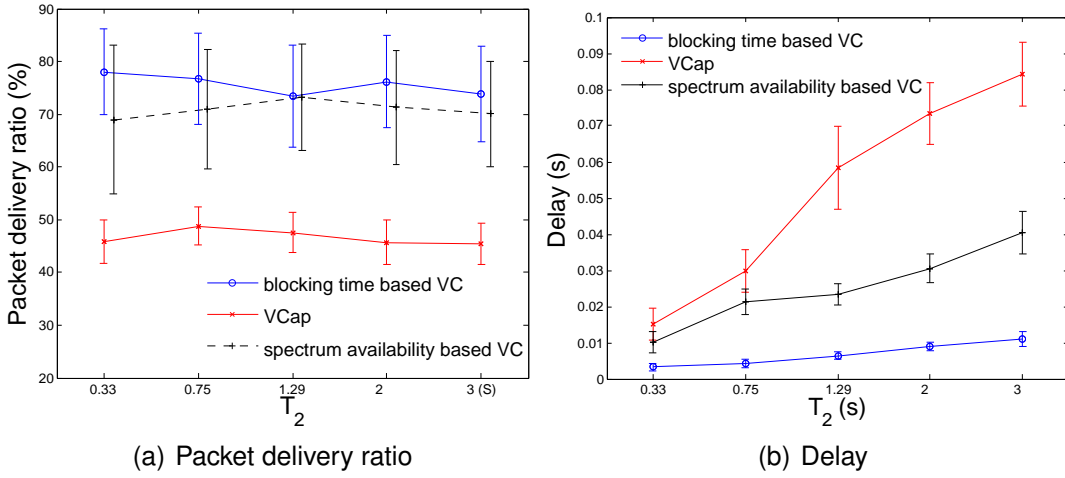 90
80
70
60
50
40
30
20
Packet delivery ratio (%)
blocking time based VC
VCap
spectrum availability based VC
0.33 0.75 1.29 2 3 (S)
T2
(a) Packet delivery ratio
0.1
0.09
0.08
0.07
0.06
0.05
0.04
0.03
0.02
0.01
0
Delay (s)
blocking time based VC
VCap
spectrum availability based VC
0.33 0.75 1.29 2 3
T2 (s)
(b) Delay